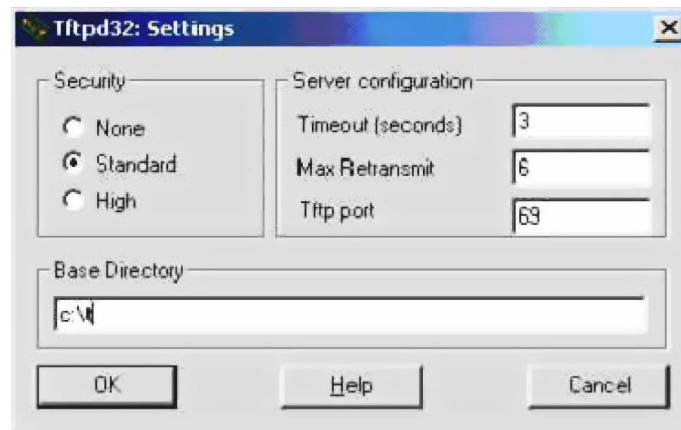 Tftpd32: Settings
Security
None
Standard
High
Server configuration
Timeout (seconds)
3
Max Retransmit
6
Tftp port
69
Base Directory
OK
Help
Cancel